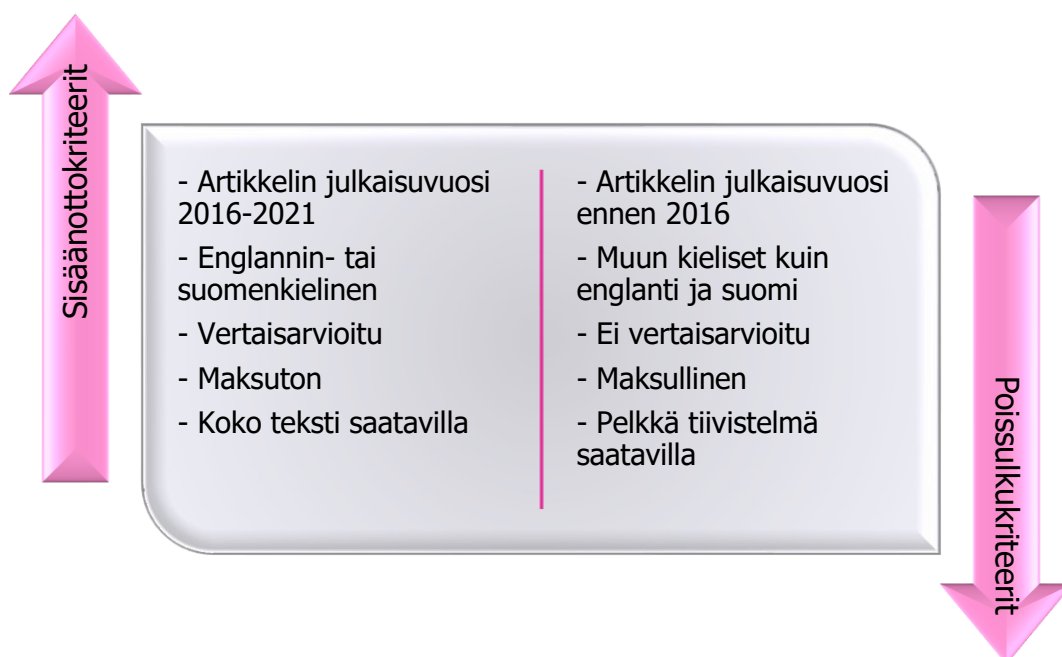 Sisäänottokriteerit
- Artikkelin julkaisuvuosi
2016-2021
- Englannin- tai
suomenkielinen
- Vertaisarvioitu
- Maksuton
- Koko teksti saatavilla
- Artikkelin julkaisuvuosi
ennen 2016
- Muun kieliset kuin
englanti ja suomi
- Ei vertaisarvioitu
- Maksullinen
- Pelkkä tiivistelmä
saatavilla
Poissulkukriteerit